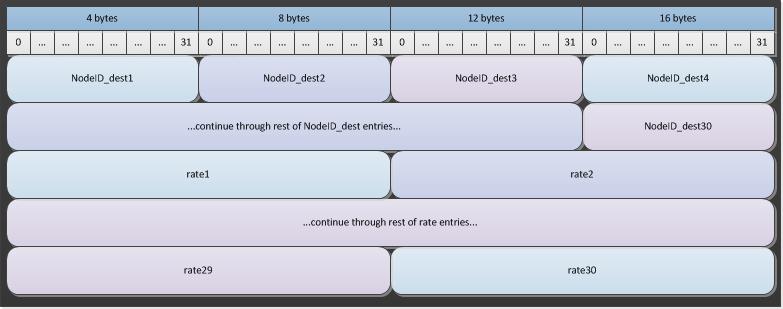 4 bytes 8 bytes 12 bytes 16 bytes
0 ... ... ... ... ... ... 31 0 ... ... ... ... ... ... 31 0 ... ... ... ... ... ... 31 0 ... ... ... ... ... ... 31
NodeID_dest1 NodeID_dest2 NodeID_dest3 NodeID_dest4
...continue through rest of NodeID_dest entries... NodeID_dest30
rate1 rate2
...continue through rest of rate entries...
rate29 rate30